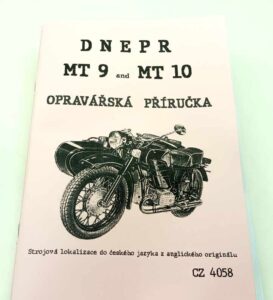 DNEPR
MT 9 and MT 10
OPRAVÁŘSKÁ PŘÍRUČKA
Strojová lokalizace do českého jazyka z anglického originálu
CZ 4058